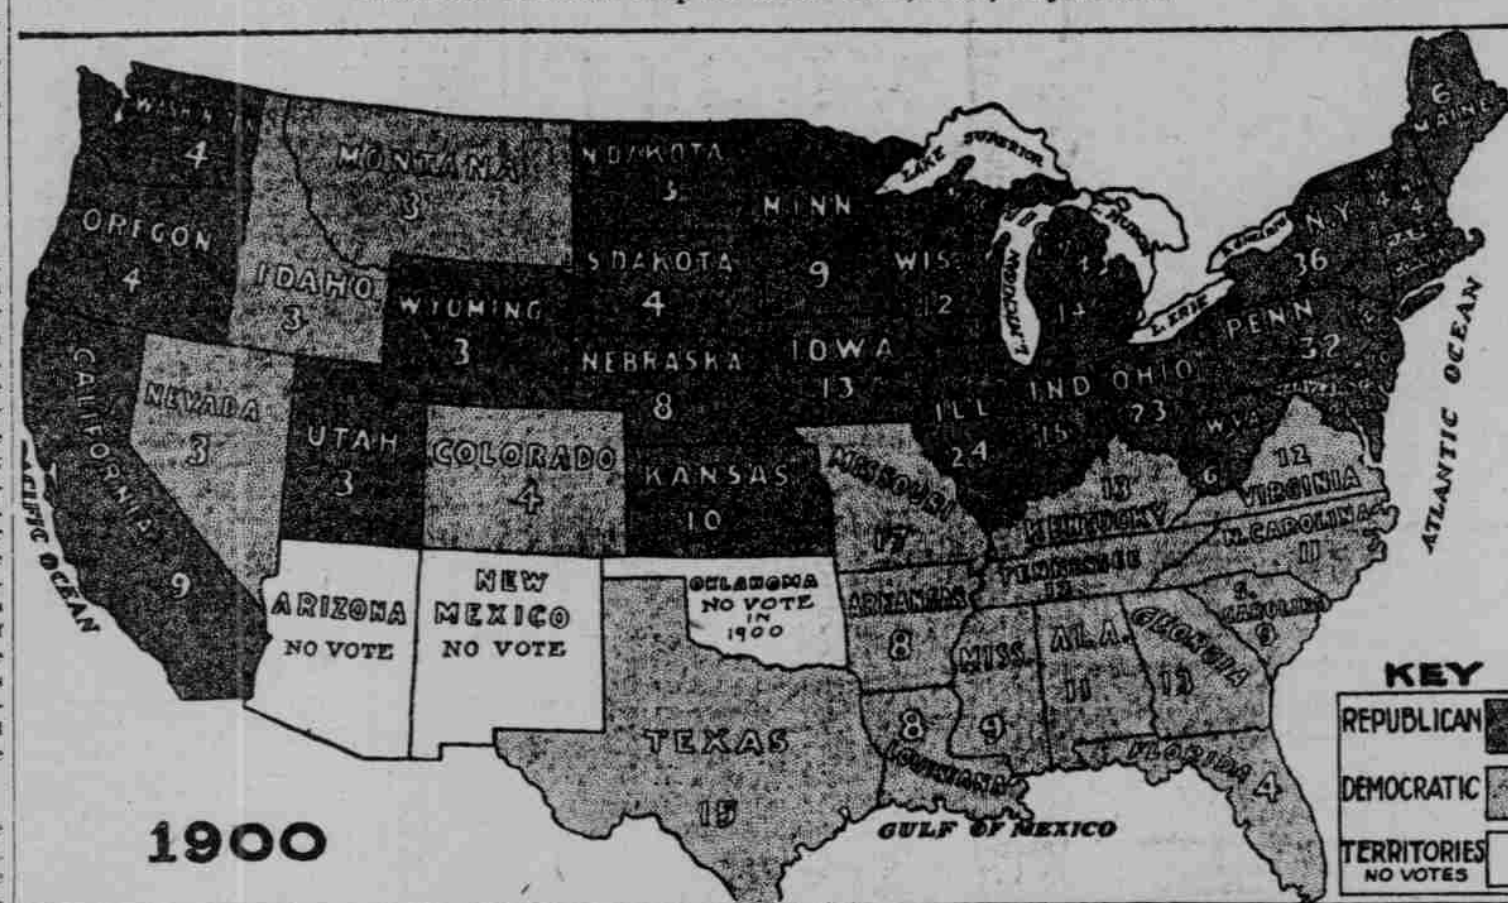 WASHINGTON
4
OREGON
4
CALIFORNIA
9
MONTANA
3
IDAHO
3
NEVADA
3
UTAH
3
WYOMING
3
COLORADO
4
N DAKOTA
3
S DAKOTA
4
NEBRASKA
8
KANSAS
10
MINN
9
IOWA
13
WIS.
12
ILL
24
IND
15
OHIO
23
14
PENN
32
N.Y
36
6
MAINE
4
4
W.VA
6
12
VIRGINIA
13
KENTUCKY
MISSOURI
17
TENNESSEE
12
N. CAROLINA
11
S. CAROLINA
9
GEORGIA
13
ALA.
11
MISS.
9
ARKANSAS
8
8
LOUISIANA
FLORIDA
4
TEXAS
15
OKLAHOMA
NO VOTE
IN
1900
NEW
MEXICO
NO VOTE
ARIZONA
NO VOTE
LAKE SUPERIOR
L. MICHIGAN
L. HURON
L. ERIE
PACIFIC OCEAN
ATLANTIC OCEAN
GULF OF MEXICO
1900
KEY
REPUBLICAN
DEMOCRATIC
TERRITORIES
NO VOTES